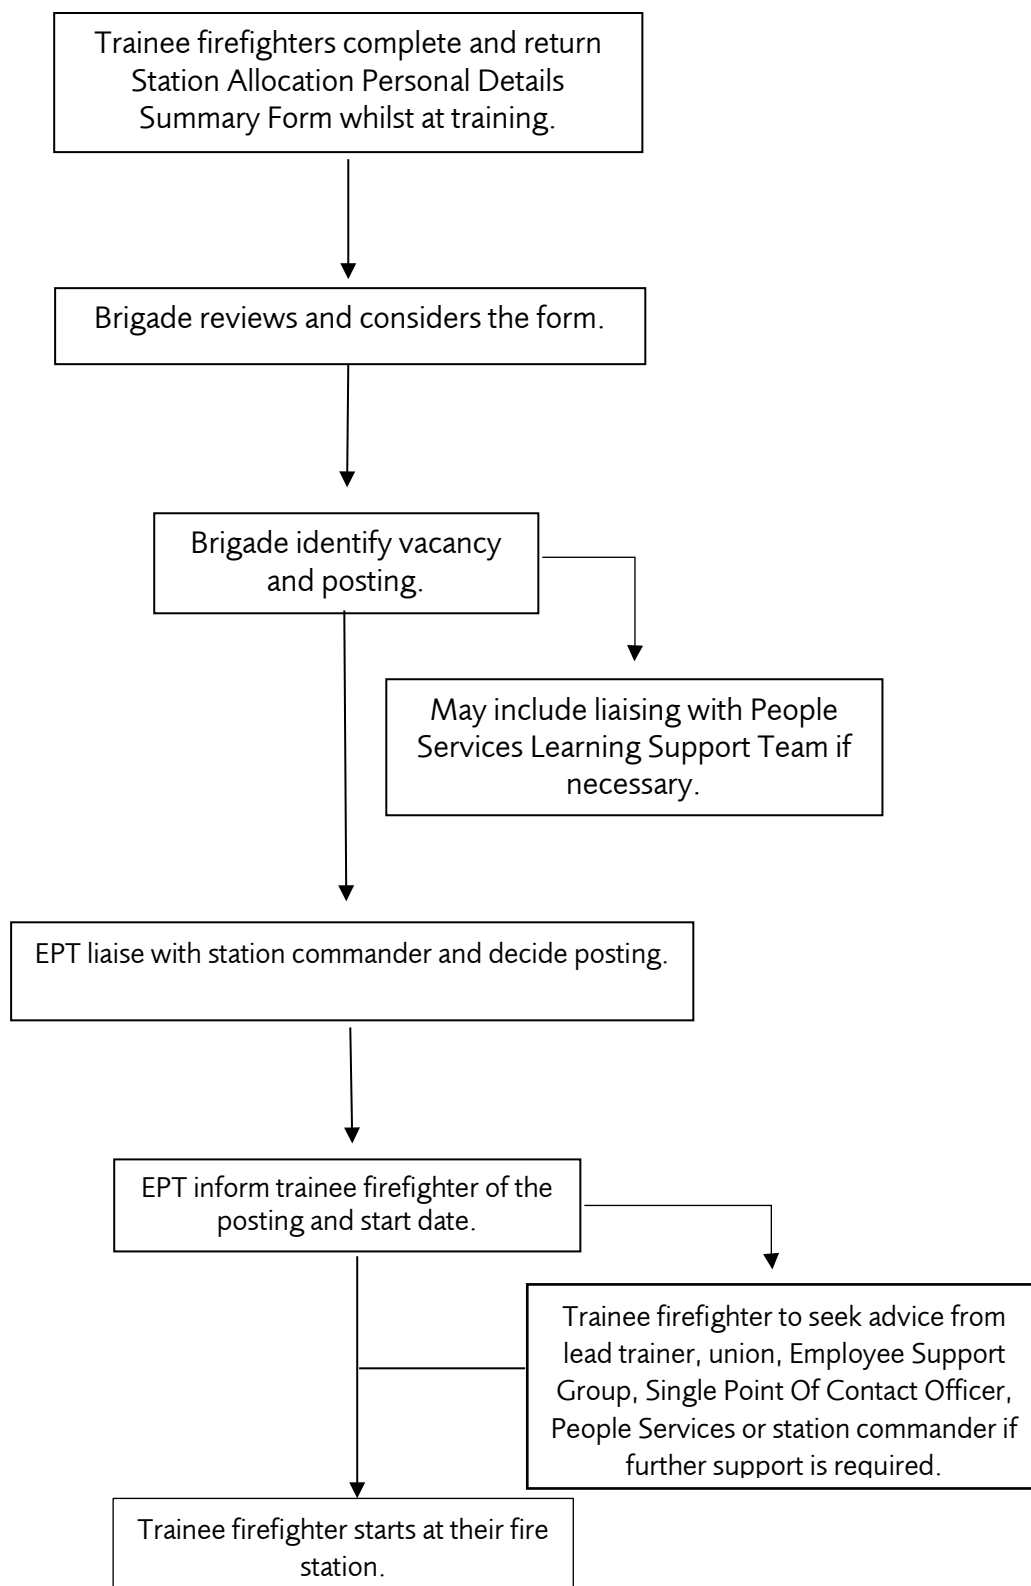 Trainee firefighters complete and return
Station Allocation Personal Details
Summary Form whilst at training.
Brigade reviews and considers the form.
Brigade identify vacancy
and posting.
May include liaising with People
Services Learning Support Team if
necessary.
EPT liaise with station commander and decide posting.
EPT inform trainee firefighter of the
posting and start date.
Trainee firefighter to seek advice from
lead trainer, union, Employee Support
Group, Single Point Of Contact Officer,
People Services or station commander if
further support is required.
Trainee firefighter starts at their fire
station.